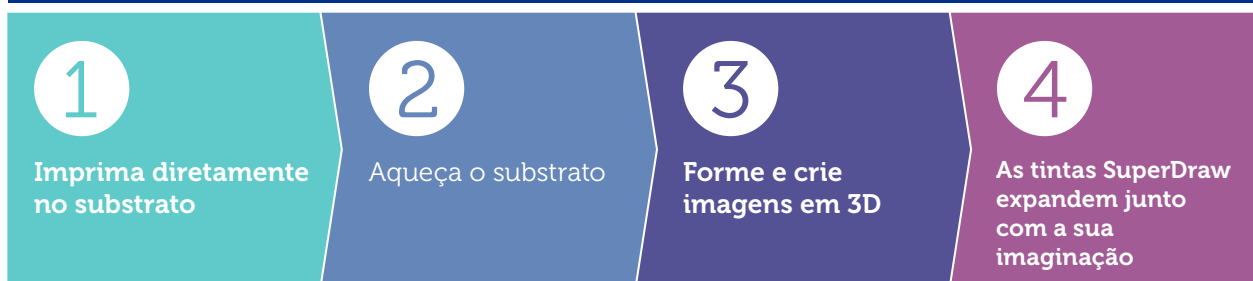 1
Imprima diretamente
no substrato
2
Aqueça o substrato
3
Forme e crie
imagens em 3D
4
As tintas SuperDraw
expandem junto
com a sua
imaginação